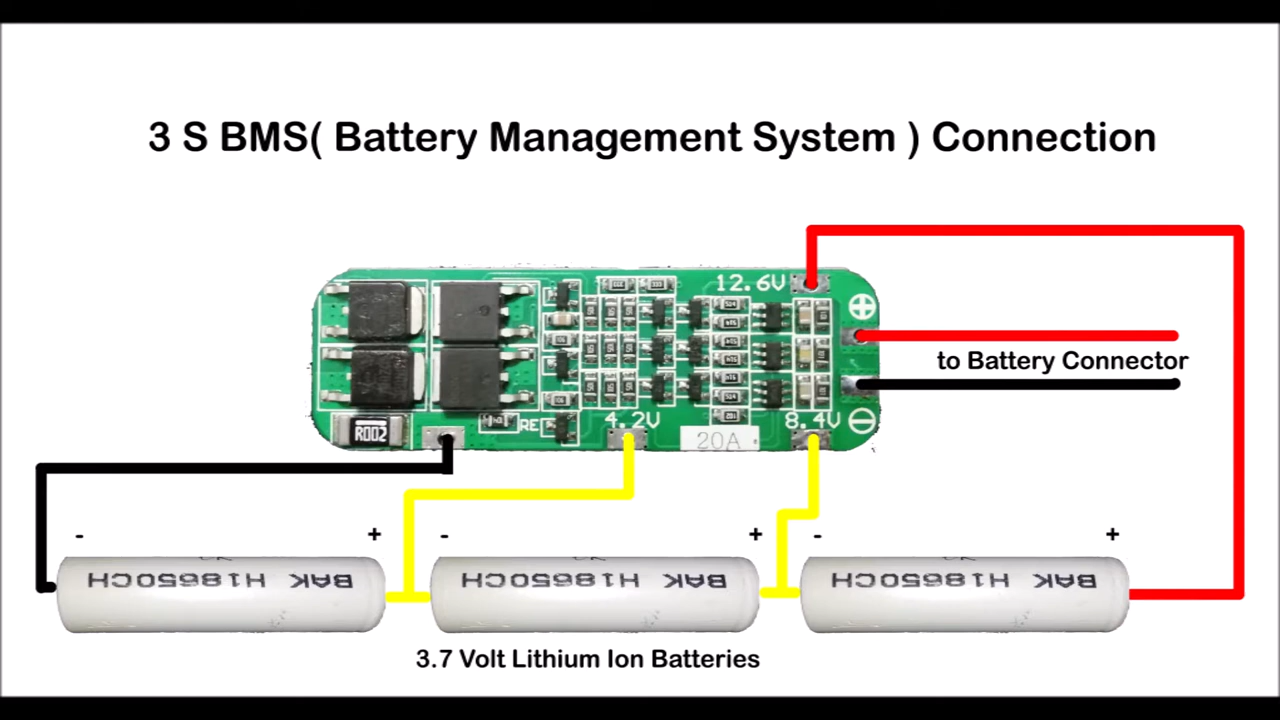 3 S BMS( Battery Management System ) Connection
12.6V
to Battery Connector
R002
RE
4.2V
20A
8.4V
- + - + - +
BAK H18650CH
BAK H18650CH
BAK H18650CH
3.7 Volt Lithium Ion Batteries